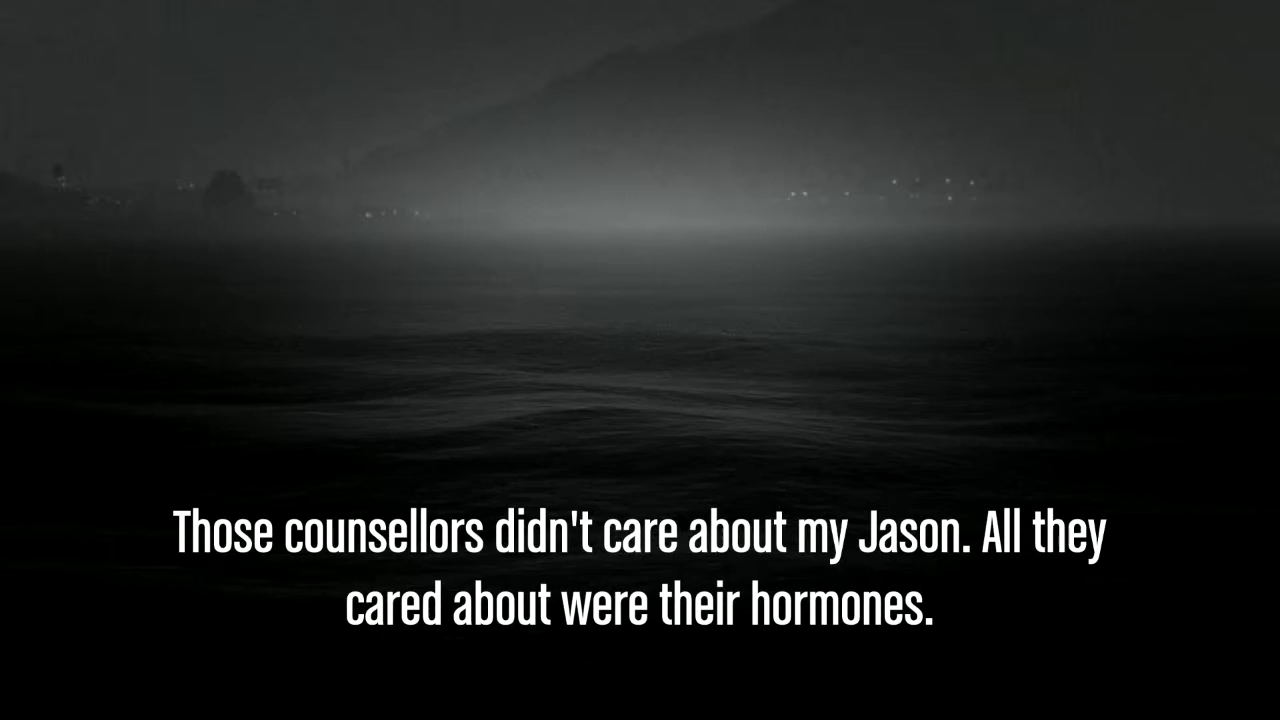 Those counsellors didn't care about my Jason. All they
cared about were their hormones.